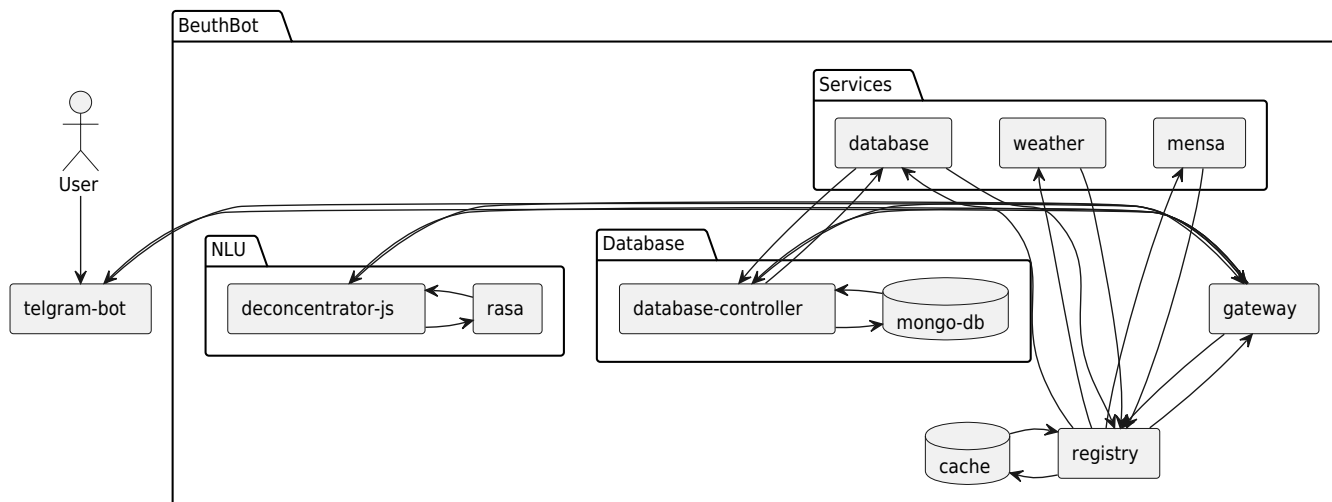 BeuthBot
Services
database
weather
mensa
User
NLU
Database
telgram-bot
deconcentrator-js
rasa
database-controller
mongo-db
gateway
cache
registry